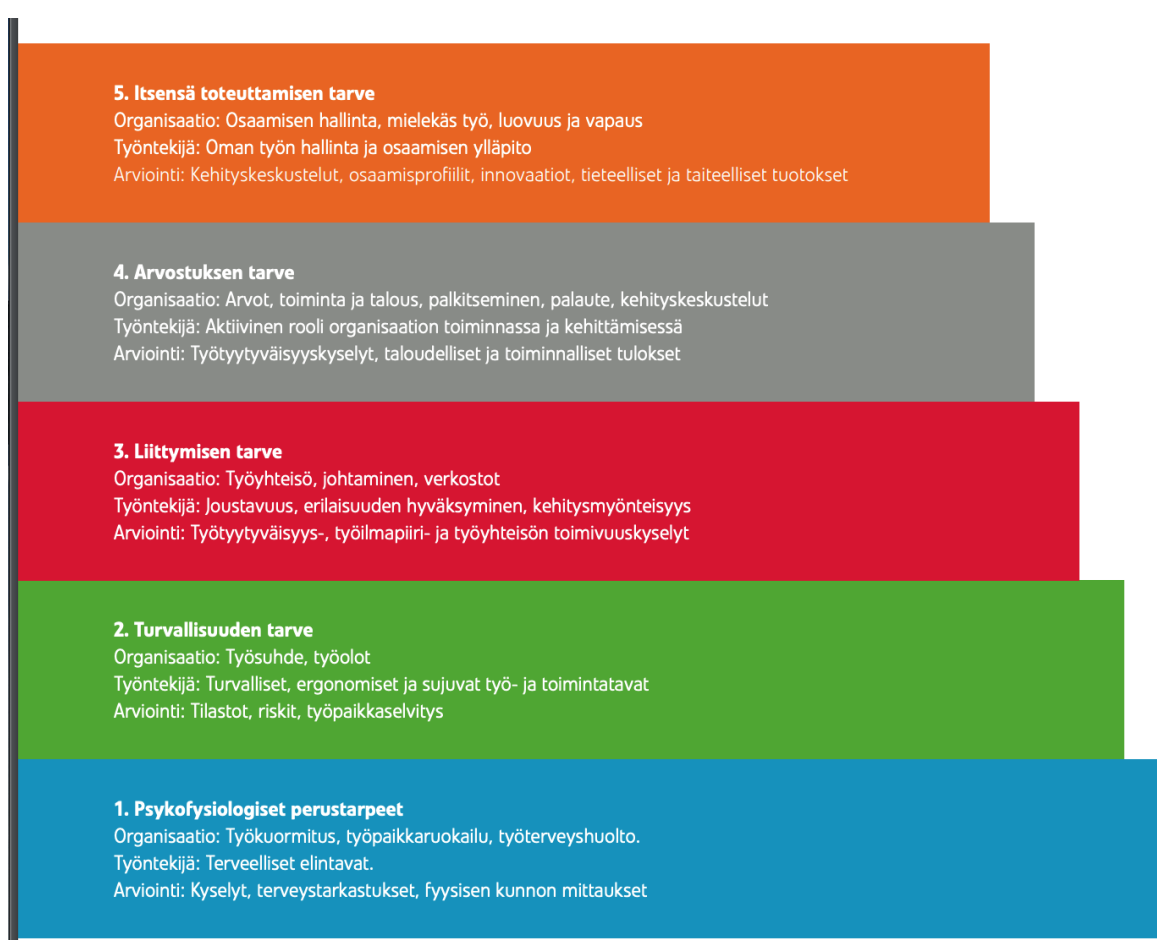 5. Itsensä toteuttamisen tarve
Organisaatio: Osaamisen hallinta, mielekäs työ, luovuus ja vapaus
Työntekijä: Oman työn hallinta ja osaamisen ylläpito
Arviointi: Kehityskeskustelut, osaamisprofiilit, innovaatiot, tieteelliset ja taiteelliset tuotokset
4. Arvostuksen tarve
Organisaatio: Arvot, toiminta ja talous, palkitseminen, palaute, kehityskeskustelut
Työntekijä: Aktiivinen rooli organisaation toiminnassa ja kehittämisessä
Arviointi: Työtyytyväisyyskyselyt, taloudelliset ja toiminnalliset tulokset
3. Liittymisen tarve
Organisaatio: Työyhteisö, johtaminen, verkostot
Työntekijä: Joustavuus, erilaisuuden hyväksyminen, kehitysmyönteisyys
Arviointi: Työtyytyväisyys-, työilmapiiri- ja työyhteisön toimivuuskyselyt
2. Turvallisuuden tarve
Organisaatio: Työsuhde, työolot
Työntekijä: Turvalliset, ergonomiset ja sujuvat työ- ja toimintatavat
Arviointi: Tilastot, riskit, työpaikkaselvitys
1. Psykofysiologiset perustarpeet
Organisaatio: Työkuormitus, työpaikkaruokailu, työterveyshuolto.
Työntekijä: Terveelliset elintavat.
Arviointi: Kyselyt, terveystarkastukset, fyysisen kunnon mittaukset